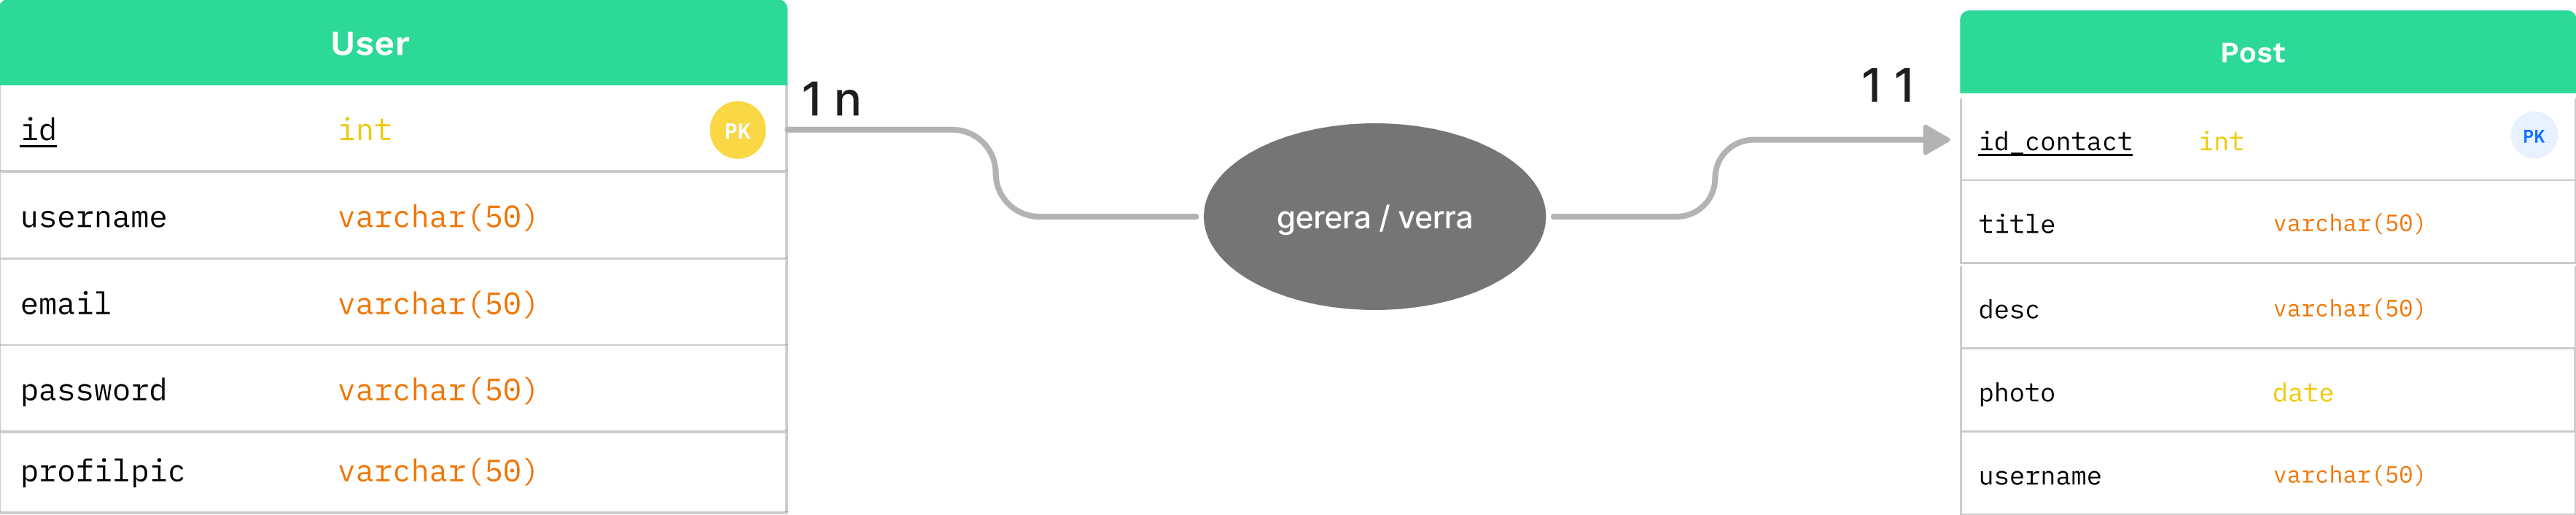 User
id int PK
username varchar(50)
email varchar(50)
password varchar(50)
profilpic varchar(50)
1 n
gerera / verra
1 1
Post
id_contact int PK
title varchar(50)
desc varchar(50)
photo date
username varchar(50)